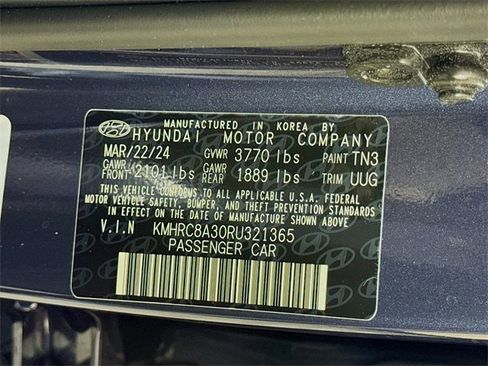 MANUFACTURED IN KOREA BY
HYUNDAI MOTOR COMPANY
MAR/22/24 GVWR 3770 lbs PAINT TN3
GAWR FRONT 2101 lbs GAWR REAR 1889 lbs TRIM UUG
THIS VEHICLE CONFORMS TO ALL APPLICABLE U.S.A. FEDERAL
MOTOR VEHICLE SAFETY, BUMPER, AND THEFT PREVENTION STANDARDS
IN EFFECT ON THE DATE OF MANUFACTURE SHOWN ABOVE.
V.I.N KMHRC8A30RU321365
PASSENGER CAR